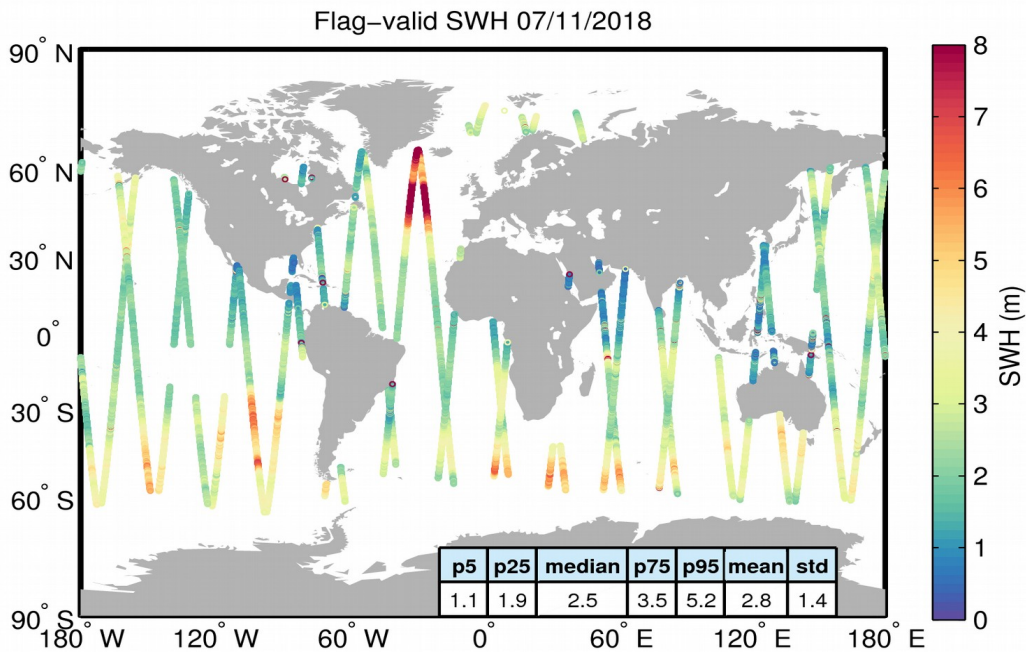 Flag−valid SWH 07/11/2018
90° N
60° N
30° N
0°
30° S
60° S
90° S
180° W
120° W
60° W
0°
60° E
120° E
180° E
8
7
6
5
4
3
2
1
0
SWH (m)
p5 p25 median p75 p95 mean std
1.1 1.9 2.5 3.5 5.2 2.8 1.4